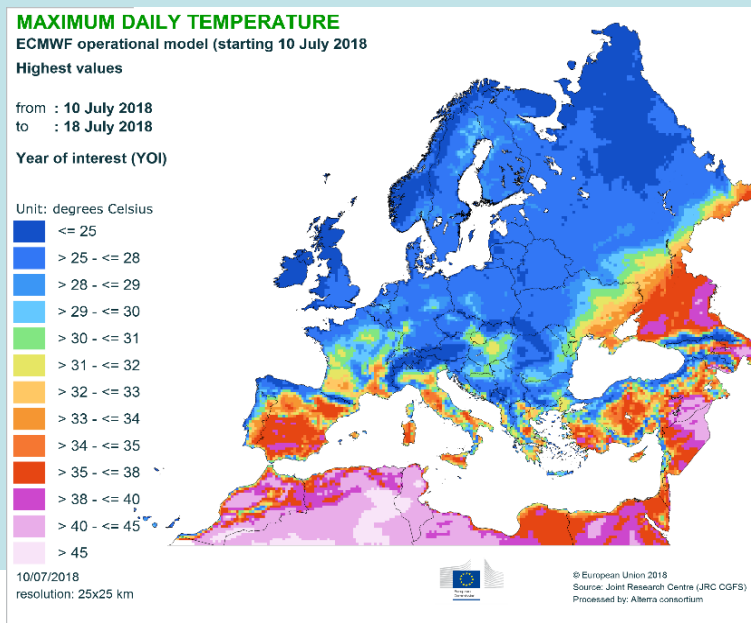 MAXIMUM DAILY TEMPERATURE
ECMWF operational model (starting 10 July 2018
Highest values
from : 10 July 2018
to : 18 July 2018
Year of interest (YOI)
Unit: degrees Celsius
<= 25
> 25 - <= 28
> 28 - <= 29
> 29 - <= 30
> 30 - <= 31
> 31 - <= 32
> 32 - <= 33
> 33 - <= 34
> 34 - <= 35
> 35 - <= 38
> 38 - <= 40
> 40 - <= 45
> 45
10/07/2018
resolution: 25x25 km
European
Commission
© European Union 2018
Source: Joint Research Centre (JRC CGFS)
Processed by: Alterra consortium